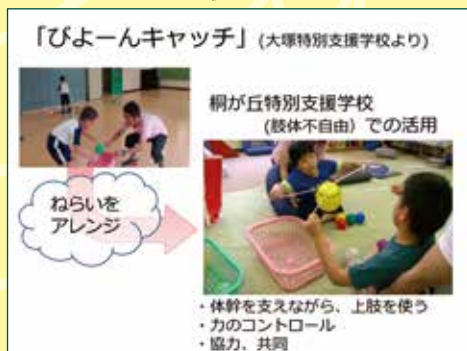 「びよーんキャッチ」(大塚特別支援学校より)
桐が丘特別支援学校
(肢体不自由)での活用
ねらいを
アレンジ
・体幹を支えながら、上肢を使う
・力のコントロール
・協力、共同